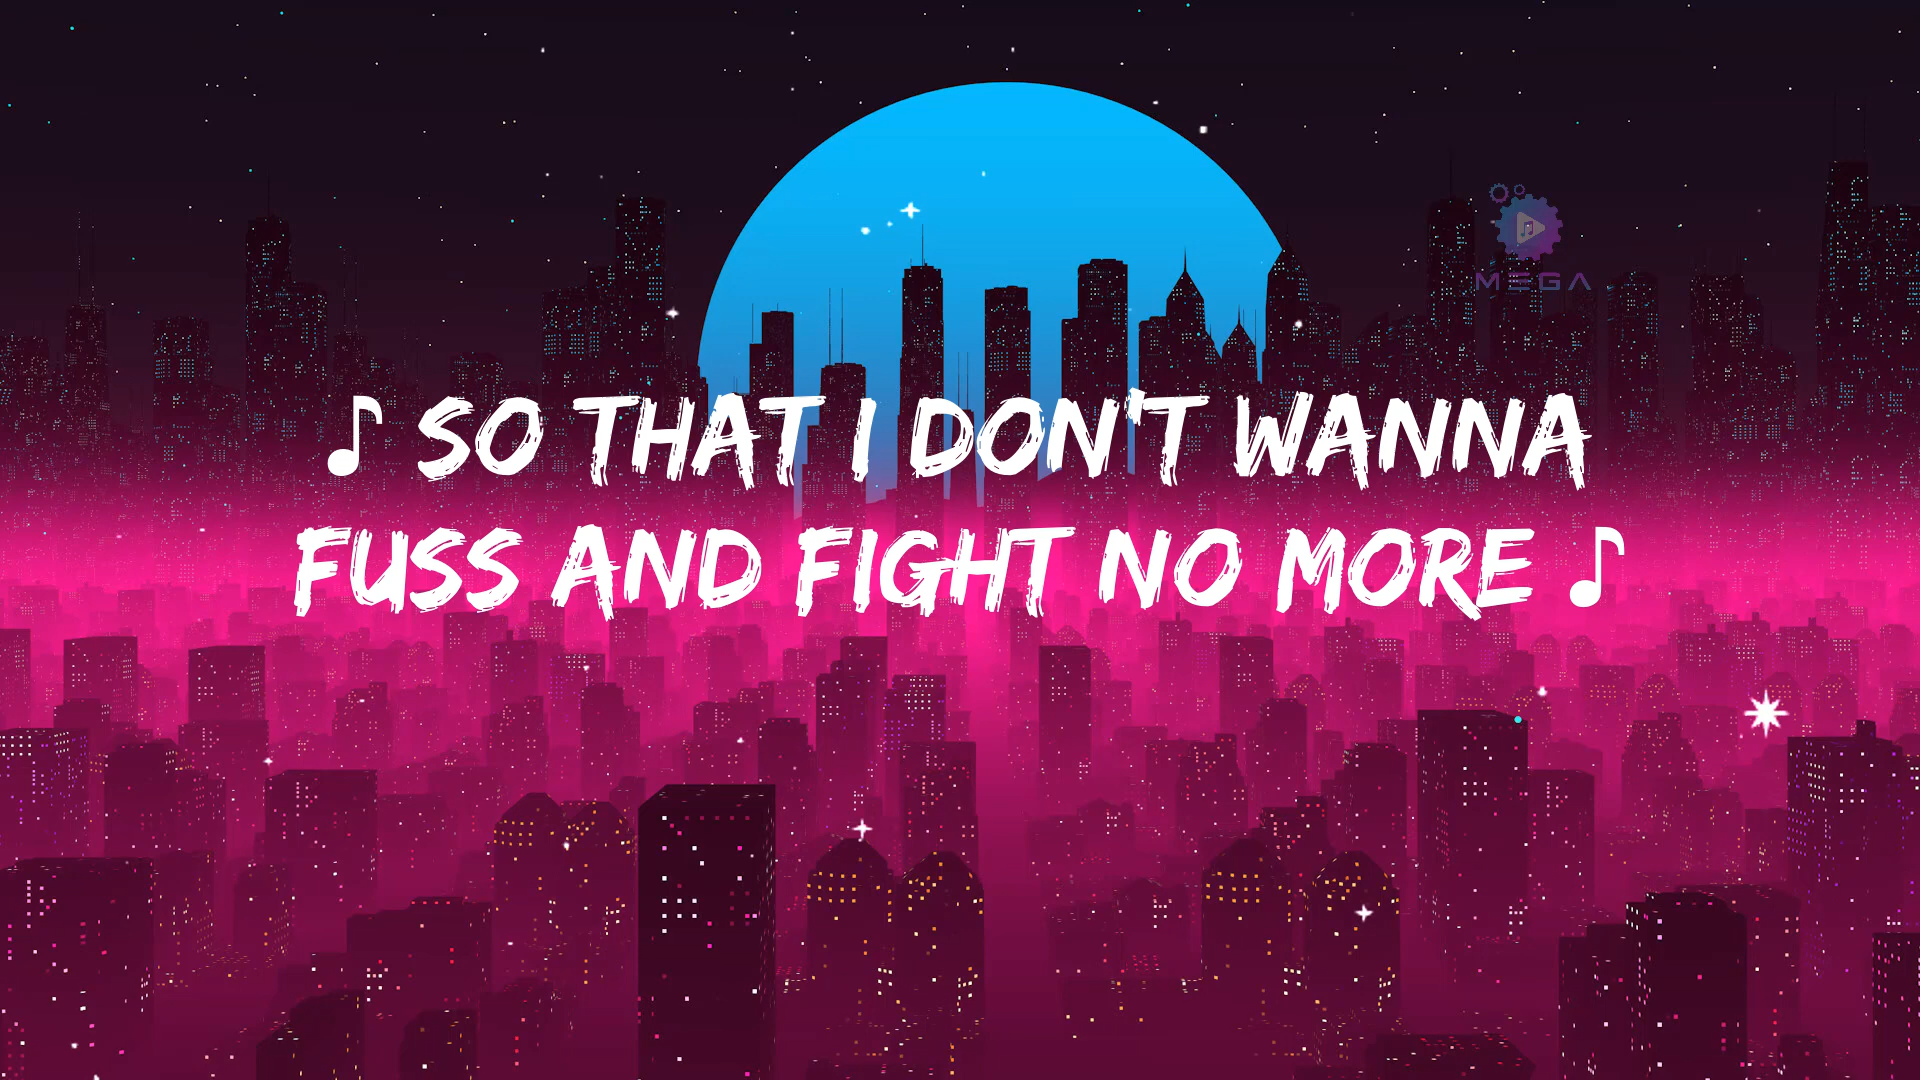 MEGA
♪ SO THAT I DON'T WANNA
FUSS AND FIGHT NO MORE ♪